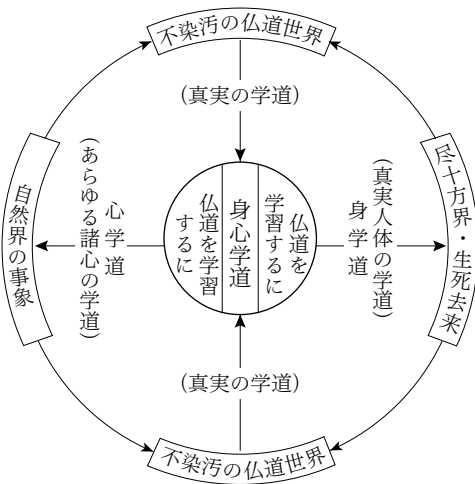 不染汚の仏道世界
(真実の学道)
尽十方界・生死去来
(真実人体の学道)
身学道
仏道を
学習するに
身心学道
仏道を学習
するに
心学道
(あらゆる諸心の学道)
自然界の事象
(真実の学道)
不染汚の仏道世界